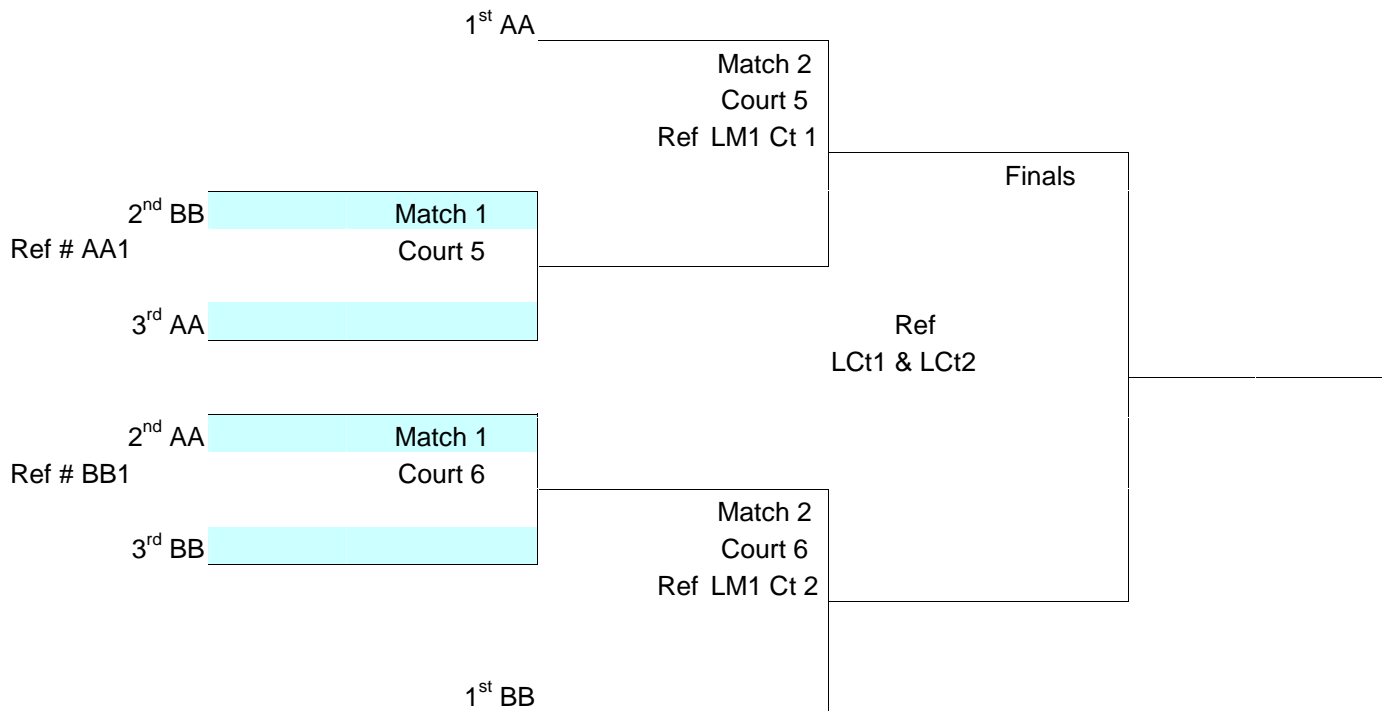 1st AA
Match 2
Court 5
Ref LM1 Ct 1
Finals
2nd BB
Match 1
Ref # AA1
Court 5
3rd AA
Ref
LCt1 & LCt2
2nd AA
Match 1
Ref # BB1
Court 6
Match 2
3rd BB
Court 6
Ref LM1 Ct 2
1st BB